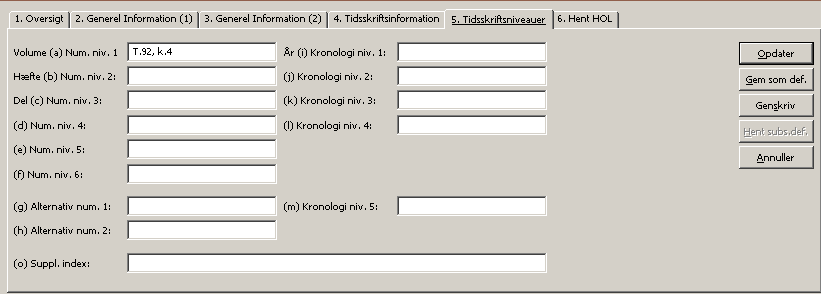 1. Oversigt 2. Generel Information (1) 3. Generel Information (2) 4. Tidsskriftsinformation 5. Tidsskriftsniveauer 6. Hent HOL
Volume (a) Num. niv. 1 T.92, k.4 År (i) Kronologi niv. 1: Opdater
Hæfte (b) Num. niv. 2: (j) Kronologi niv. 2: Gem som def.
Del (c) Num. niv. 3: (k) Kronologi niv. 3: Genskriv
(d) Num. niv. 4: (l) Kronologi niv. 4: Hent subs.def.
(e) Num. niv. 5: Annuller
(f) Num. niv. 6:
(g) Alternativ num. 1: (m) Kronologi niv. 5:
(h) Alternativ num. 2:
(o) Suppl. index: